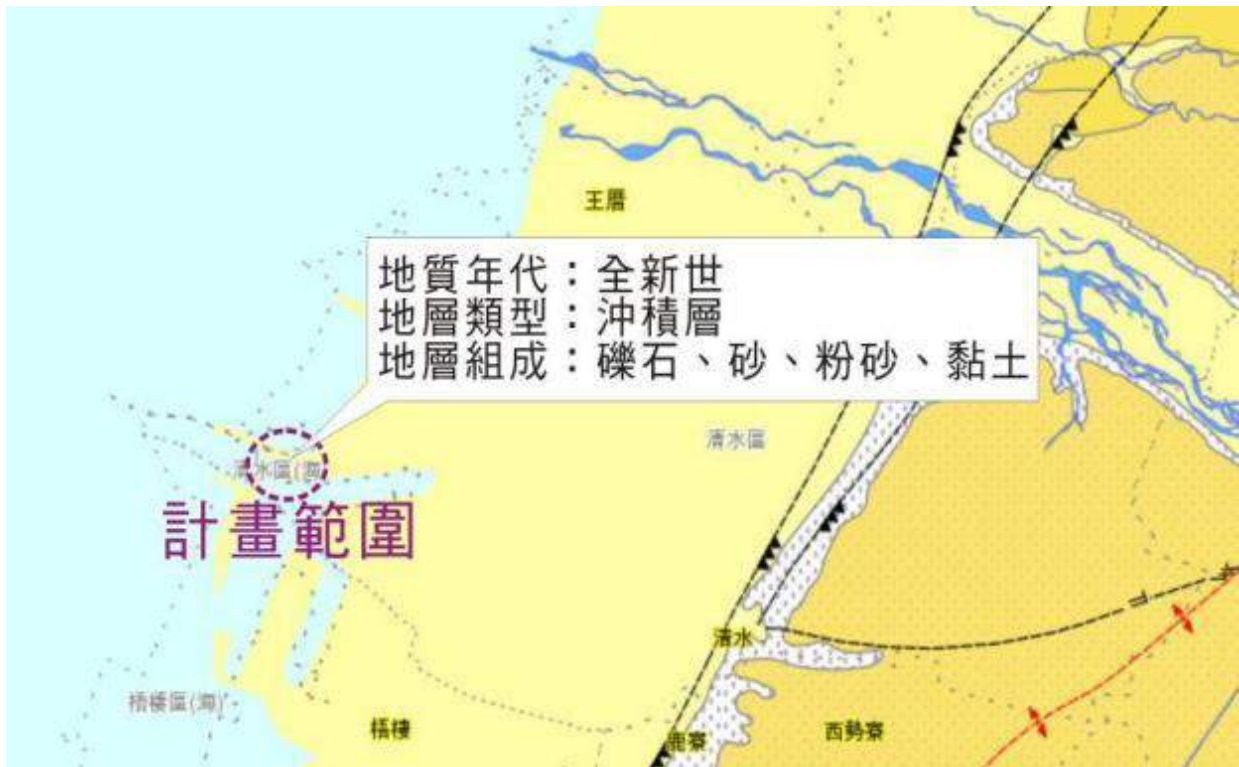 王厝
地質年代：全新世
地層類型：沖積層
地層組成：礫石、砂、粉砂、黏土
清水區
清水區(海)
計畫範圍
清水
梧棲區(海)
梧棲
鹿寮
西勢寮